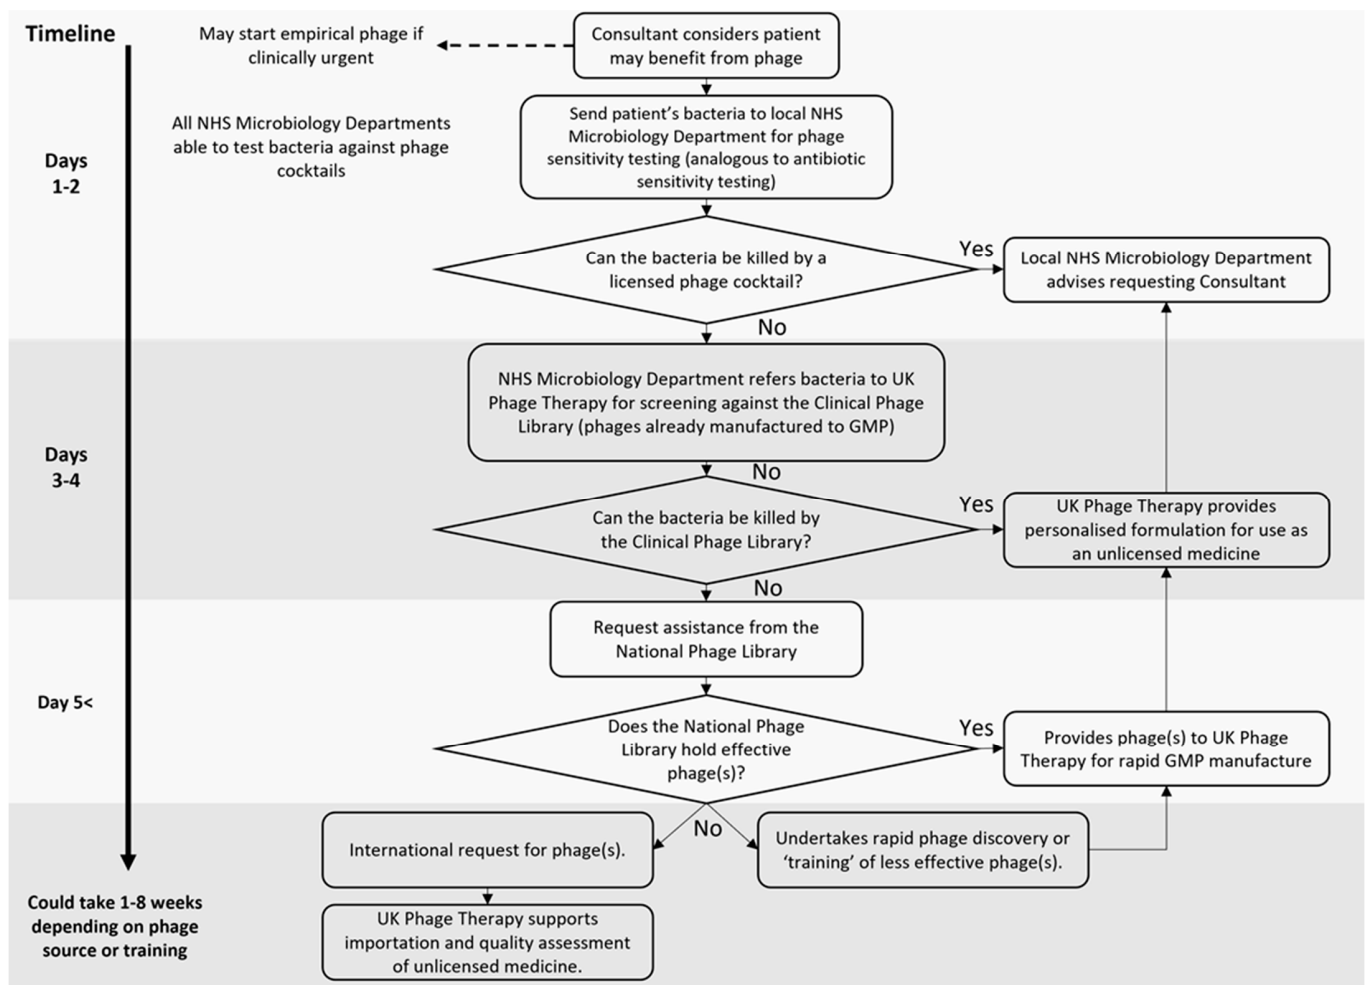 Timeline
May start empirical phage if
clinically urgent
Consultant considers patient
may benefit from phage
All NHS Microbiology Departments
able to test bacteria against phage
cocktails
Send patient's bacteria to local NHS
Microbiology Department for phage
sensitivity testing (analogous to antibiotic
sensitivity testing)
Days
1-2
Can the bacteria be killed by a
licensed phage cocktail?
Yes
Local NHS Microbiology Department
advises requesting Consultant
No
NHS Microbiology Department refers bacteria to UK
Phage Therapy for screening against the Clinical Phage
Library (phages already manufactured to GMP)
Days
3-4
No
Can the bacteria be killed by
the Clinical Phage Library?
Yes
UK Phage Therapy provides
personalised formulation for use as
an unlicensed medicine
No
Request assistance from the
National Phage Library
Day 5<
Does the National Phage
Library hold effective
phage(s)?
Yes
Provides phage(s) to UK Phage
Therapy for rapid GMP manufacture
No
International request for phage(s).
Undertakes rapid phage discovery or
‘training’ of less effective phage(s).
Could take 1-8 weeks
depending on phage
source or training
UK Phage Therapy supports
importation and quality assessment
of unlicensed medicine.